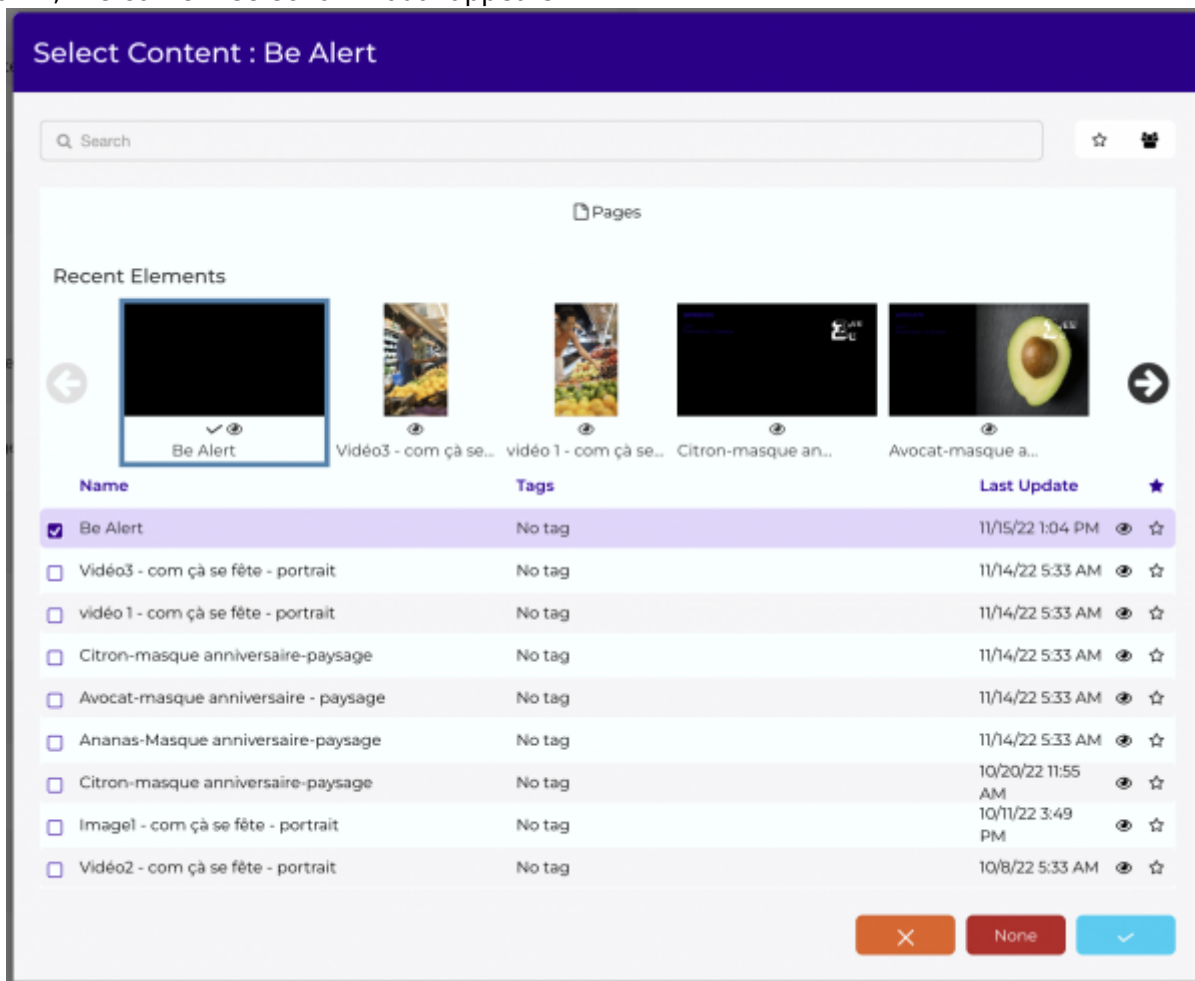 Select Content : Be Alert
Search
Pages
Recent Elements
Be Alert
Vidéo3 - com çà se...
vidéo 1 - com çà se...
Citron-masque an...
Avocat-masque a...
Name Tags Last Update
Be Alert No tag 11/15/22 1:04 PM
Vidéo3 - com çà se fête - portrait No tag 11/14/22 5:33 AM
vidéo 1 - com çà se fête - portrait No tag 11/14/22 5:33 AM
Citron-masque anniversaire-paysage No tag 11/14/22 5:33 AM
Avocat-masque anniversaire - paysage No tag 11/14/22 5:33 AM
Ananas-Masque anniversaire-paysage No tag 11/14/22 5:33 AM
Citron-masque anniversaire-paysage No tag 10/20/22 11:55 AM
Image1 - com çà se fête - portrait No tag 10/11/22 3:49 PM
Vidéo2 - com çà se fête - portrait No tag 10/8/22 5:33 AM
None